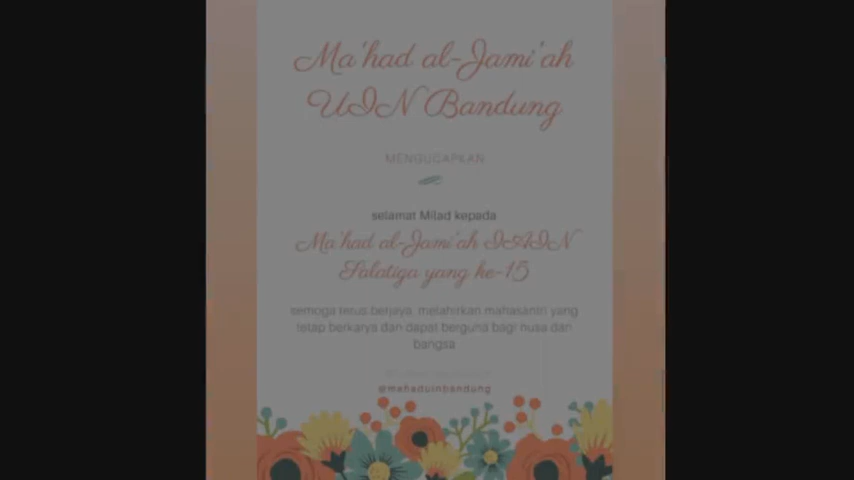 Ma'had al-Jami'ah
UIN Bandung
MENGUCAPKAN
selamat Milad kepada
Ma'had al-Jami'ah IAIN
Salatiga yang ke-15
semoga terus berjaya, melahirkan mahasantri yang
tetap berkarya dan dapat berguna bagi nusa dan
bangsa
@mahaduinbandung